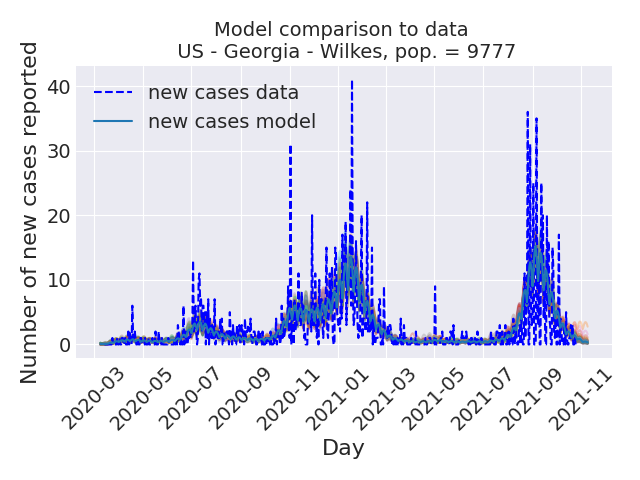 Model comparison to data
US - Georgia - Wilkes, pop. = 9777
new cases data
new cases model
Number of new cases reported
40
30
20
10
0
2020-03
2020-05
2020-07
2020-09
2020-11
2021-01
2021-03
2021-05
2021-07
2021-09
2021-11
Day